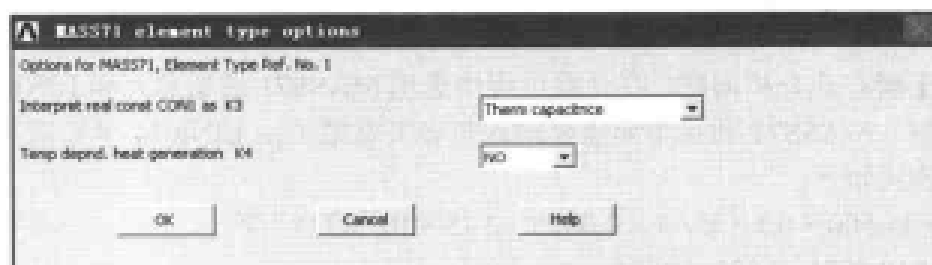 MASS71 element type options
Options for MASS71, Element Type Ref. No. 1
Interpret real const CON1 as K3 Therm capacitnce
Temp depnd. heat generation K4 NO
OK Cancel Help